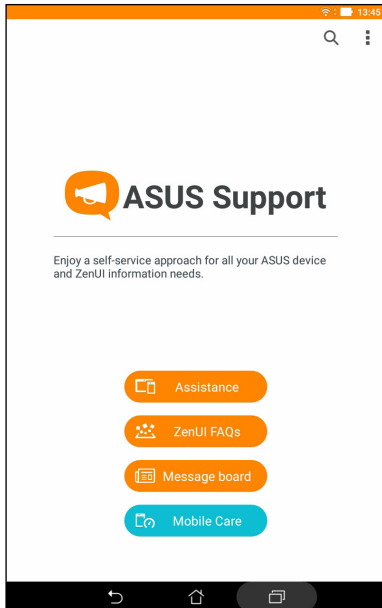 13:45
ASUS Support
Enjoy a self-service approach for all your ASUS device
and ZenUI information needs.
Assistance
ZenUI FAQs
Message board
Mobile Care